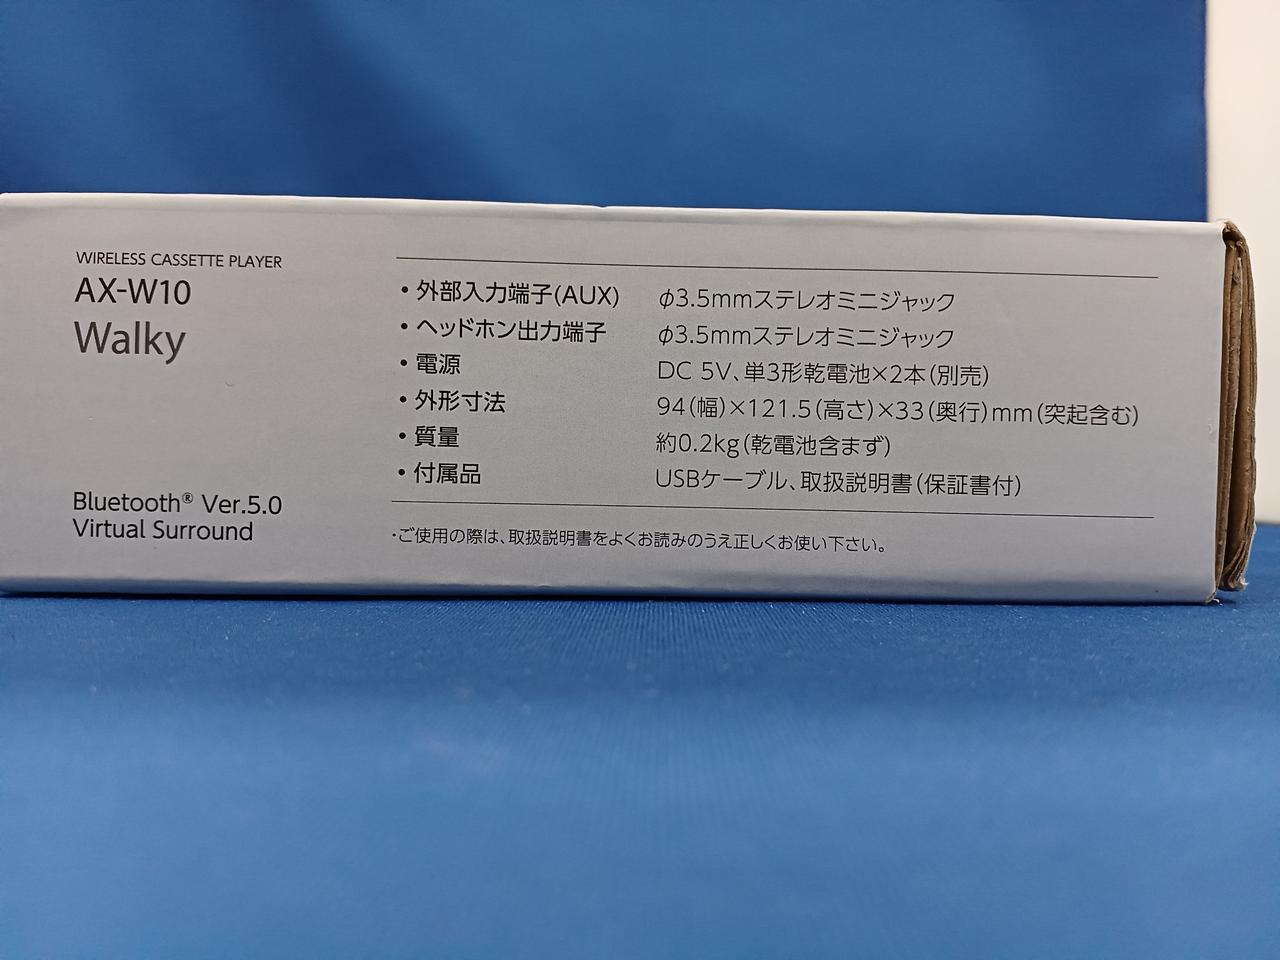 WIRELESS CASSETTE PLAYER
AX-W10
Walky
Bluetooth® Ver.5.0
Virtual Surround
・外部入力端子(AUX) φ3.5mmステレオミニジャック
・ヘッドホン出力端子 φ3.5mmステレオミニジャック
・電源 DC 5V、単3形乾電池×2本(別売)
・外形寸法 94(幅)×121.5(高さ)×33(奥行)mm(突起含む)
・質量 約0.2kg(乾電池含まず)
・付属品 USBケーブル、取扱説明書(保証書付)
・ご使用の際は、取扱説明書をよくお読みのうえ正しくお使い下さい。